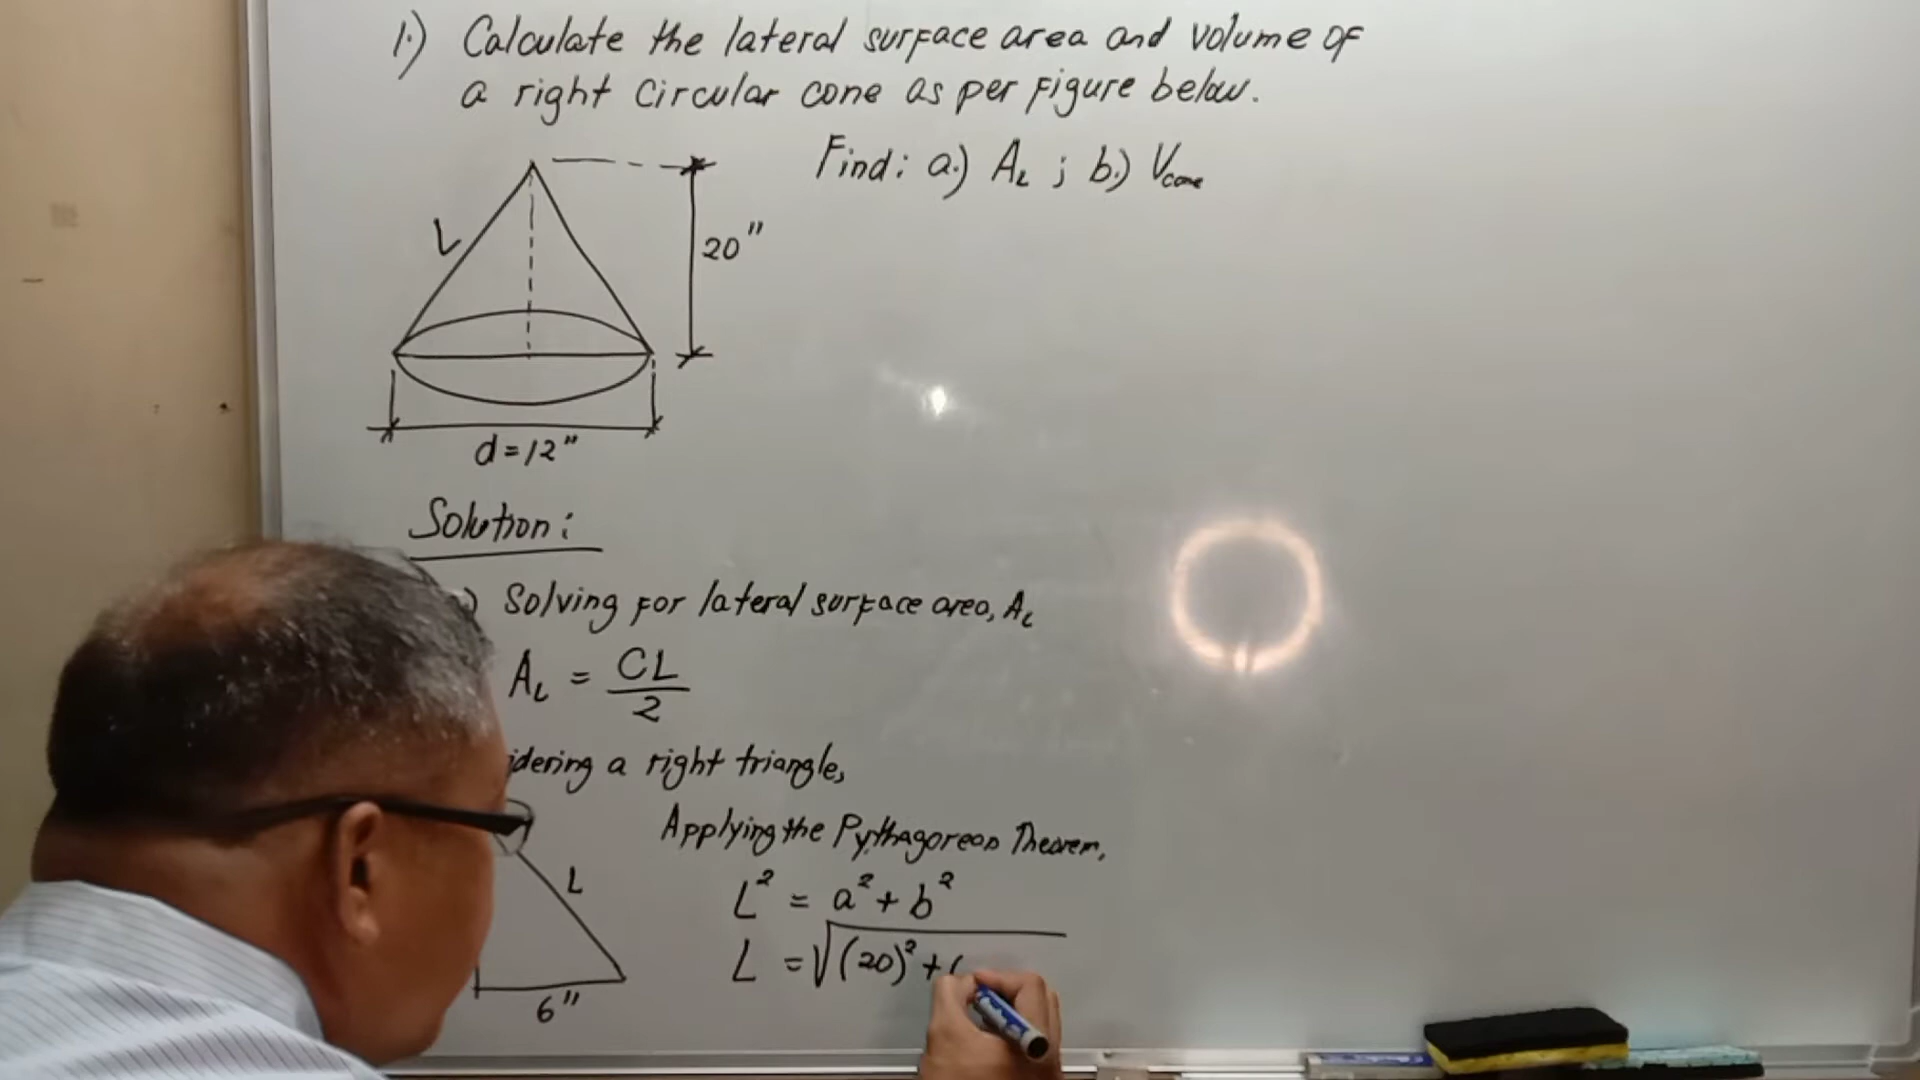 1.) Calculate the lateral surface area and volume of
a right circular cone as per figure below.
Find: a.) AL ; b.) Vcone
L
20"
d=12"
Solution:
) Solving for lateral surface area, AL
AL = CL/2
idering a right triangle,
Applying the Pythagorean Theorem,
L
L² = a² + b²
L = √(20)² + (
6"